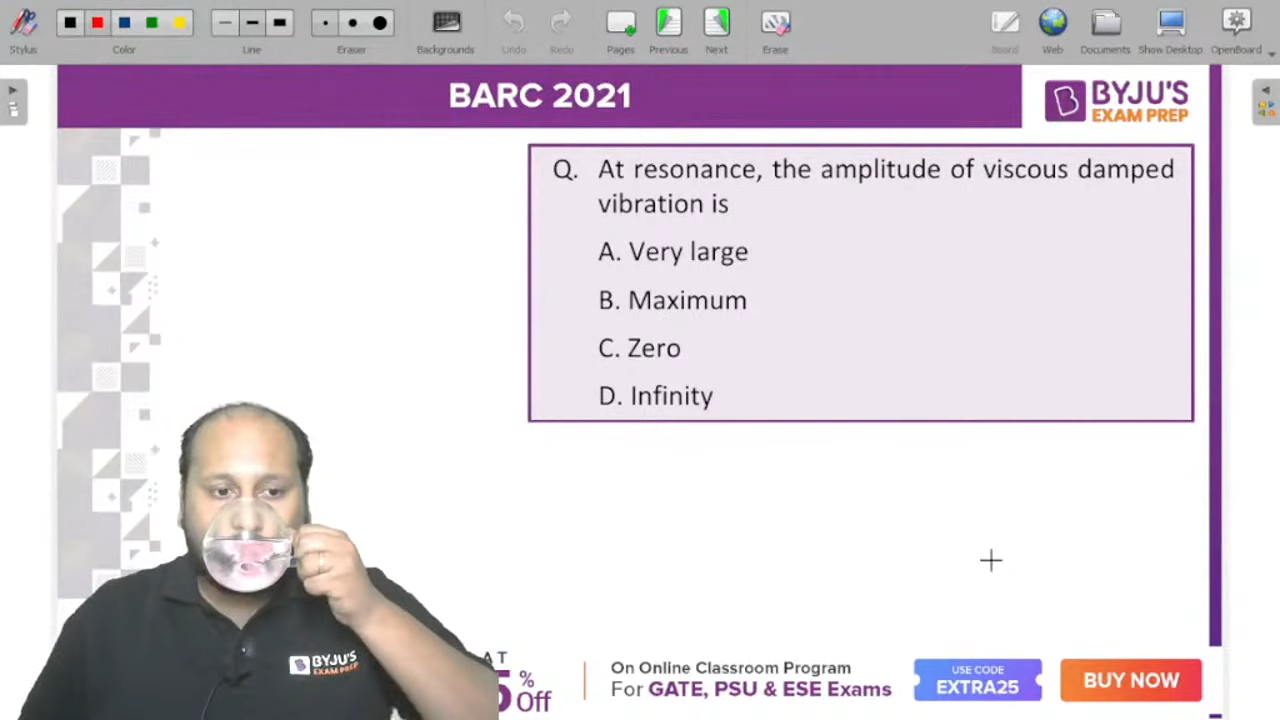 Stylus
Color
Line
Eraser
Backgrounds
Undo
Redo
Pages
Previous
Next
Erase
Board
Web
Documents
Show Desktop
OpenBoard
BARC 2021
BYJU'S
EXAM PREP
Q. At resonance, the amplitude of viscous damped
vibration is
A. Very large
B. Maximum
C. Zero
D. Infinity
BYJU'S
EXAM PREP
AT
5%
Off
On Online Classroom Program
For GATE, PSU & ESE Exams
USE CODE
EXTRA25
BUY NOW